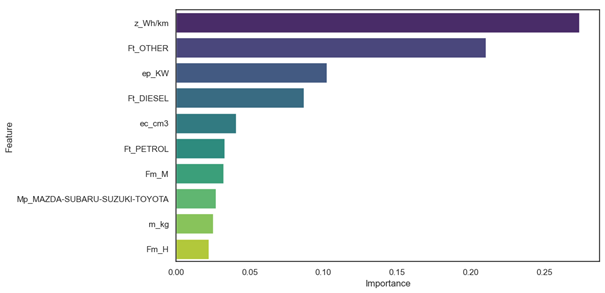 z_Wh/km
Ft_OTHER
ep_KW
Ft_DIESEL
ec_cm3
Ft_PETROL
Fm_M
Mp_MAZDA-SUBARU-SUZUKI-TOYOTA
m_kg
Fm_H
Feature
0.00 0.05 0.10 0.15 0.20 0.25
Importance